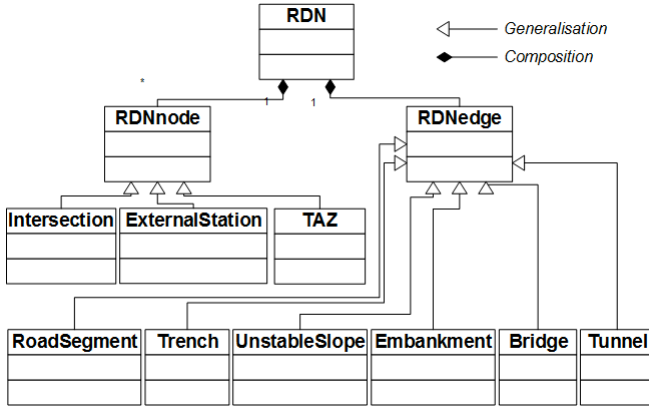 RDN
Generalisation
Composition
*
1
1
RDNnode
RDNedge
Intersection
ExternalStation
TAZ
RoadSegment
Trench
UnstableSlope
Embankment
Bridge
Tunnel